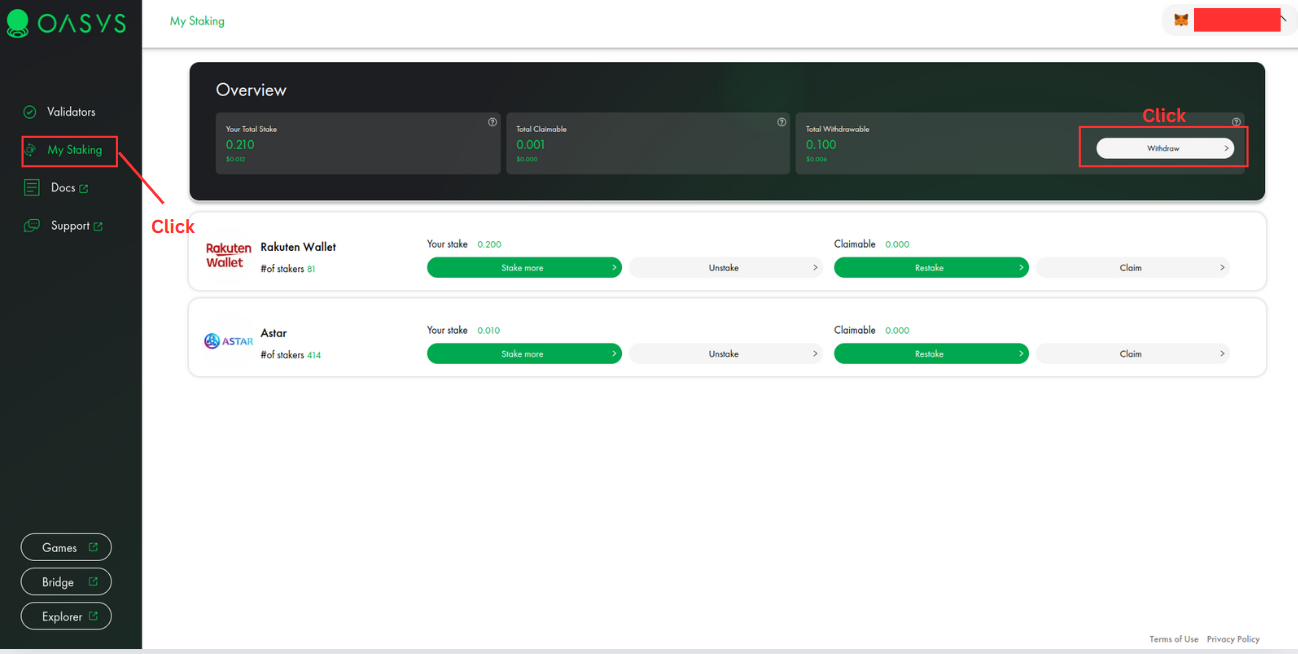 OASYS
My Staking
Validators
My Staking
Docs
Support
Click
Games
Bridge
Explorer
Overview
Your Total Stake
0.210
$0.012
Total Claimable
0.001
$0.000
Total Withdrawable
0.100
$0.006
Click
Withdraw
Rakuten
Wallet
Rakuten Wallet
#of stakers 81
Your stake 0.200
Stake more
Unstake
Claimable 0.000
Restake
Claim
ASTAR
Astar
#of stakers 414
Your stake 0.010
Stake more
Unstake
Claimable 0.000
Restake
Claim
Terms of Use Privacy Policy